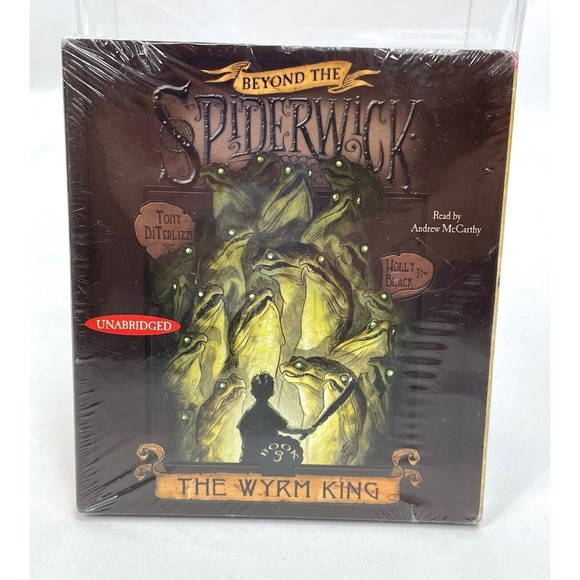 BEYOND THE
SPIDERWICK
TONY
DITERLIZZI
Read by
Andrew McCarthy
HOLLY
BLACK
UNABRIDGED
BOOK
3
THE WYRM KING